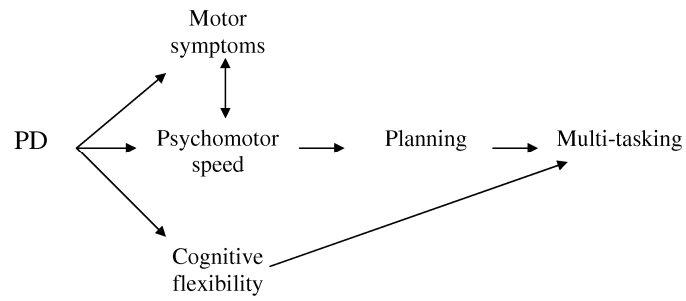 Motor
symptoms
PD
Psychomotor
speed
Planning
Multi-tasking
Cognitive
flexibility